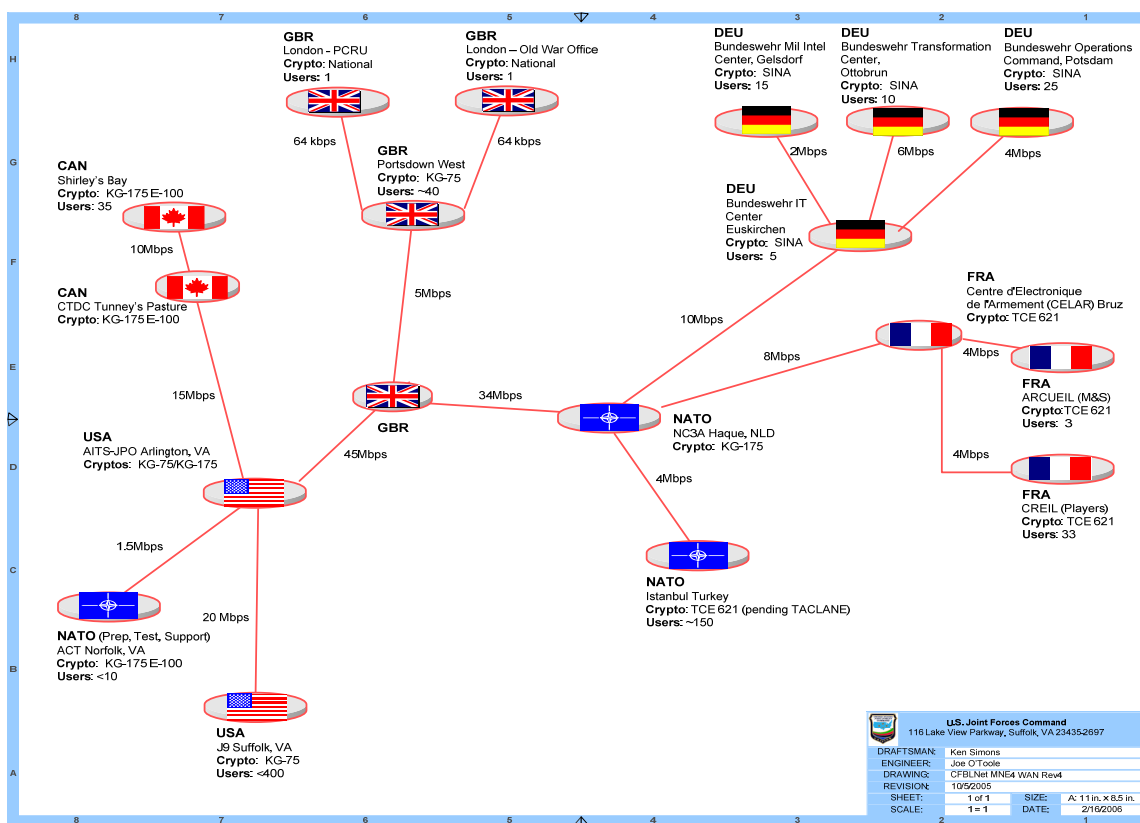 8 7 6 5 4 3 2 1
H
G
F
E
D
C
B
A
GBR
London - PCRU
Crypto: National
Users: 1
GBR
London – Old War Office
Crypto: National
Users: 1
DEU
Bundeswehr Mil Intel
Center, Gelsdorf
Crypto: SINA
Users: 15
DEU
Bundeswehr Transformation
Center,
Ottobrun
Crypto: SINA
Users: 10
DEU
Bundeswehr Operations
Command, Potsdam
Crypto: SINA
Users: 25
64 kbps
64 kbps
2Mbps
6Mbps
4Mbps
CAN
Shirley's Bay
Crypto: KG-175 E-100
Users: 35
GBR
Portsdown West
Crypto: KG-75
Users: ~40
DEU
Bundeswehr IT
Center
Euskirchen
Crypto: SINA
Users: 5
10Mbps
CAN
CTDC Tunney's Pasture
Crypto: KG-175 E-100
5Mbps
10Mbps
FRA
Centre d'Electronique
de l'Armement (CELAR) Bruz
Crypto: TCE 621
8Mbps
4Mbps
15Mbps
34Mbps
FRA
ARCUEIL (M&S)
Crypto: TCE 621
Users: 3
GBR
NATO
NC3A Haque, NLD
Crypto: KG-175
USA
AITS-JPO Arlington, VA
Cryptos: KG-75/KG-175
45Mbps
4Mbps
4Mbps
FRA
CREIL (Players)
Crypto: TCE 621
Users: 33
1.5Mbps
NATO
Istanbul Turkey
Crypto: TCE 621 (pending TACLANE)
Users: ~150
20 Mbps
NATO (Prep, Test, Support)
ACT Norfolk, VA
Crypto: KG-175 E-100
Users: <10
USA
J9 Suffolk, VA
Crypto: KG-75
Users: <400
U.S. Joint Forces Command
116 Lake View Parkway, Suffolk, VA 23435-2697
DRAFTSMAN: Ken Simons
ENGINEER: Joe O'Toole
DRAWING: CFBLNet MNE4 WAN Rev4
REVISION: 10/5/2005
SHEET: 1 of 1 SIZE: A: 11 in. x 8.5 in.
SCALE: 1 = 1 DATE: 2/16/2006
H
G
F
E
D
C
B
A
8 7 6 5 4 3 2 1